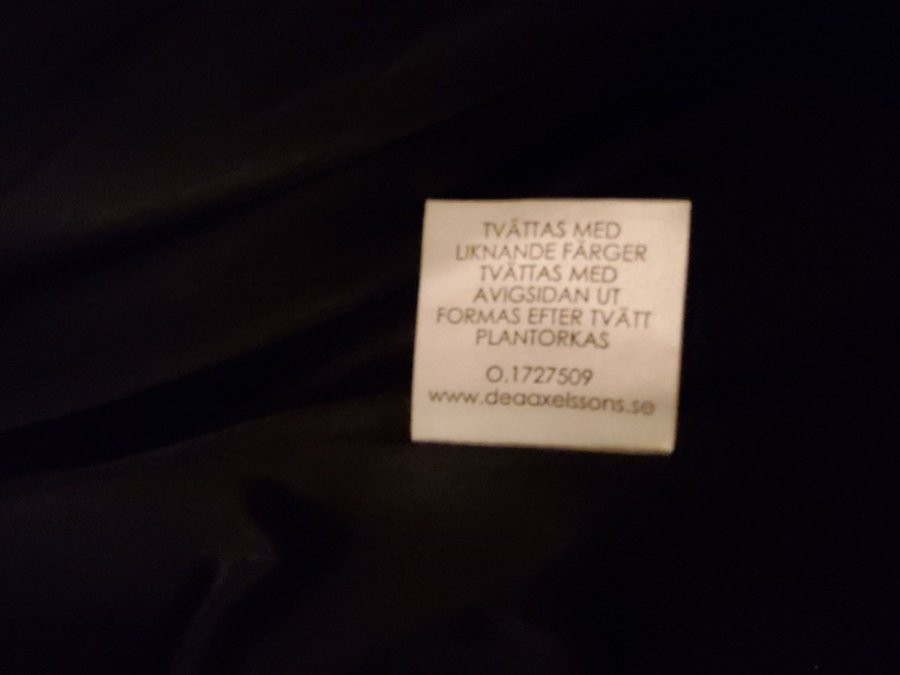 TVÄTTAS MED
LIKNANDE FÄRGER
TVÄTTAS MED
AVIGSIDAN UT
FORMAS EFTER TVÄTT
PLANTORKAS
O.1727509
www.deaaxelssons.se